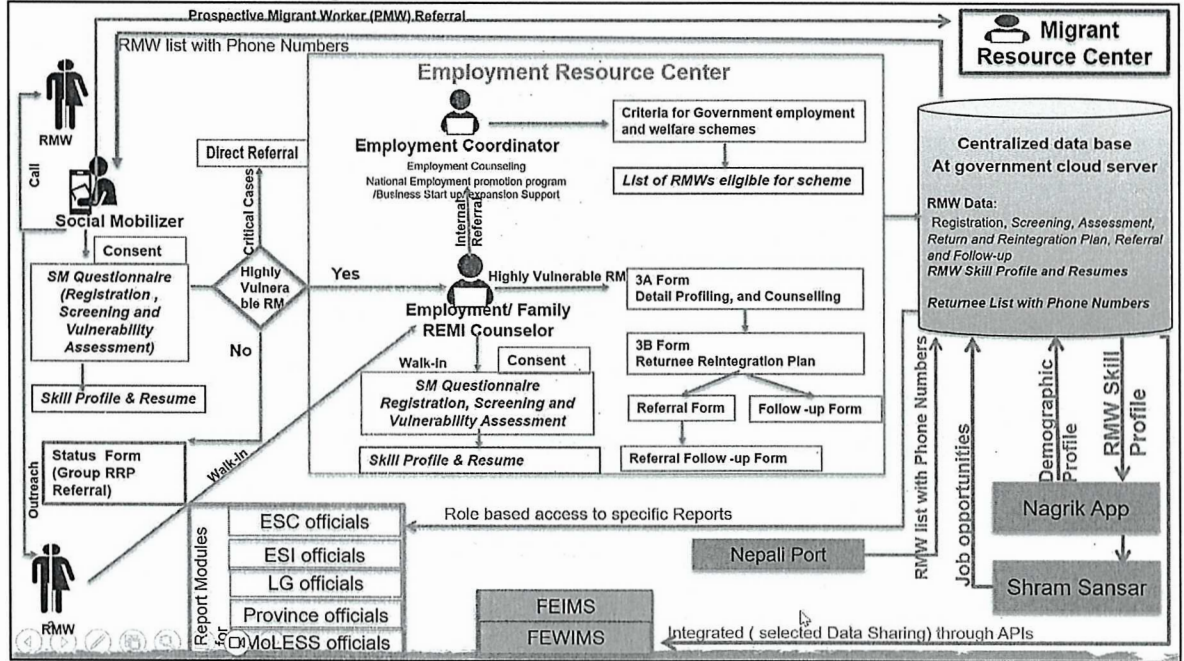 Prospective Migrant Worker (PMW) Referral
RMW list with Phone Numbers
Migrant
Resource Center
RMW
Call
Social Mobilizer
Consent
SM Questionnaire
(Registration ,
Screening and
Vulnerability
Assessment)
Skill Profile & Resume
Direct Referral
Critical Cases
Highly
Vulnera
ble RM
Yes
No
Status Form
(Group RRP
Referral)
Outreach
RMW
Walk-in
Employment Resource Center
Employment Coordinator
Employment Counseling
National Employment promotion program
/Business Start up/expansion Support
Internal
Referral
Criteria for Government employment
and welfare schemes
List of RMWs eligible for scheme
Highly Vulnerable RM
Employment/ Family
REMI Counselor
Walk-in
Consent
SM Questionnaire
Registration, Screening and
Vulnerability Assessment
Skill Profile & Resume
3A Form
Detail Profiling, and Counselling
3B Form
Returnee Reintegration Plan
Referral Form
Follow -up Form
Referral Follow -up Form
Centralized data base
At government cloud server
RMW Data:
Registration, Screening, Assessment,
Return and Reintegration Plan, Referral
and Follow-up
RMW Skill Profile and Resumes
Returnee List with Phone Numbers
RMW list with Phone Numbers
Job opportunities
Demographic
Profile
RMW Skill
Profile
Nagrik App
Shram Sansar
Nepali Port
Role based access to specific Reports
Report Modules
for
ESC officials
ESI officials
LG officials
Province officials
MoLESS officials
FEIMS
FEWIMS
Integrated ( selected Data Sharing) through APIs